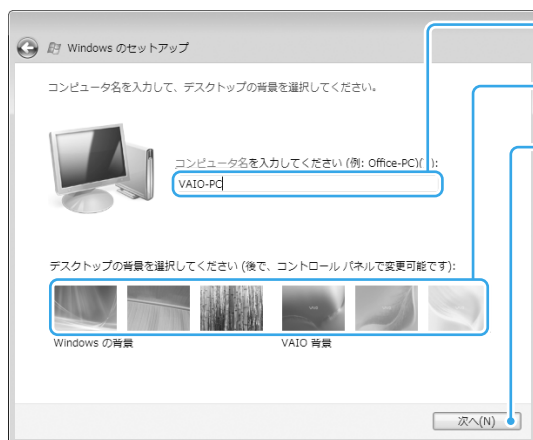 Windows のセットアップ
コンピュータ名を入力して、デスクトップの背景を選択してください。
コンピュータ名を入力してください (例: Office-PC)( ):
VAIO-PC
デスクトップの背景を選択してください (後で、コントロール パネルで変更可能です):
Windows の背景
VAIO 背景
次へ(N)